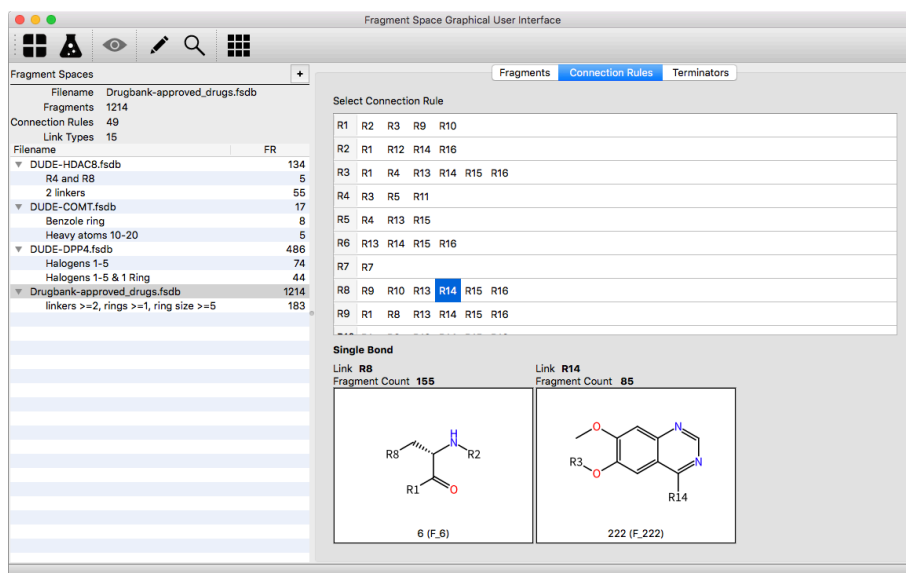 Fragment Space Graphical User Interface
Fragment Spaces +
Filename Drugbank-approved_drugs.fsdb
Fragments 1214
Connection Rules 49
Link Types 15
Filename FR
DUDE-HDAC8.fsdb 134
R4 and R8 5
2 linkers 55
DUDE-COMT.fsdb 17
Benzole ring 8
Heavy atoms 10-20 5
DUDE-DPP4.fsdb 486
Halogens 1-5 74
Halogens 1-5 & 1 Ring 44
Drugbank-approved_drugs.fsdb 1214
linkers >=2, rings >=1, ring size >=5 183
Fragments Connection Rules Terminators
Select Connection Rule
R1 R2 R3 R9 R10
R2 R1 R12 R14 R16
R3 R1 R4 R13 R14 R15 R16
R4 R3 R5 R11
R5 R4 R13 R15
R6 R13 R14 R15 R16
R7 R7
R8 R9 R10 R13 R14 R15 R16
R9 R1 R8 R13 R14 R15 R16
Single Bond
Link R8
Fragment Count 155
H
N
R8 R2
R1 O
6 (F_6)
Link R14
Fragment Count 85
O N
R3 N
O
R14
222 (F_222)